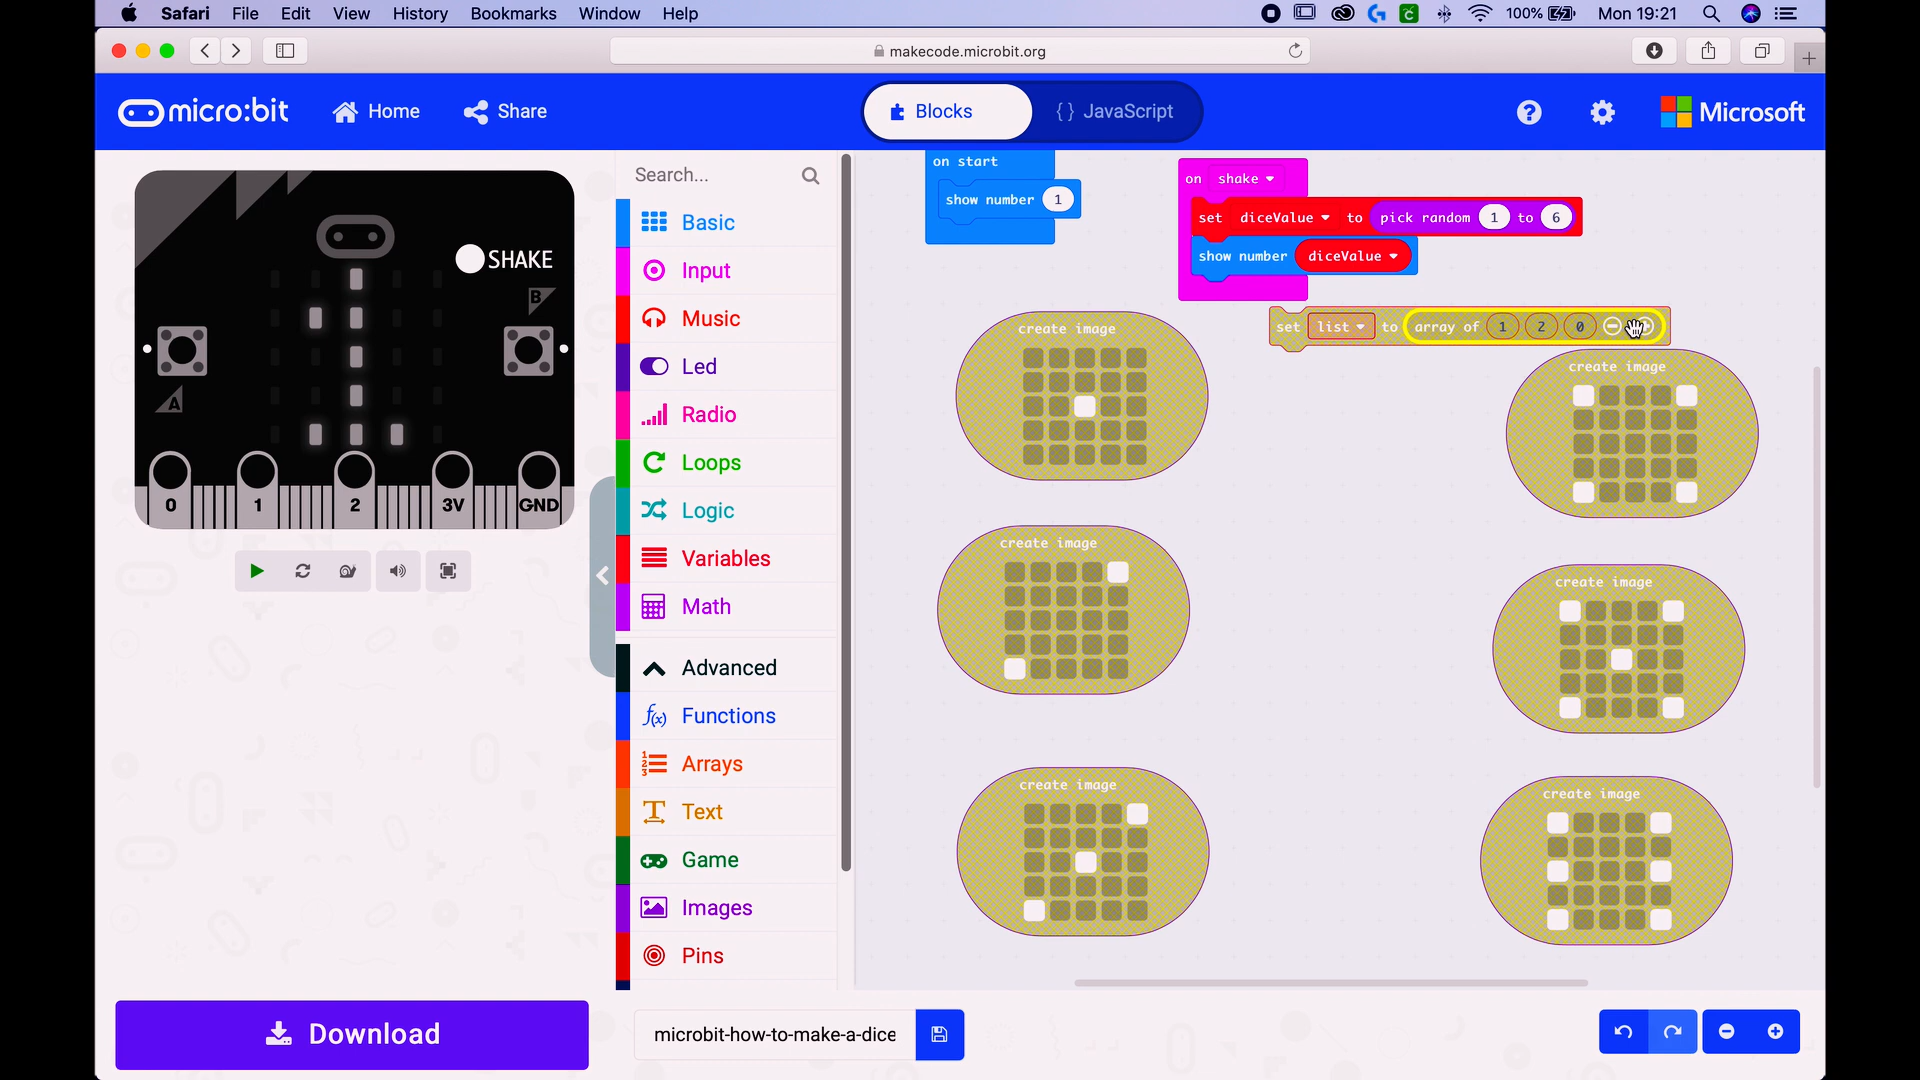 Safari File Edit View History Bookmarks Window Help 100% Mon 19:21
makecode.microbit.org
micro:bit Home Share Blocks {} JavaScript ? Microsoft
SHAKE
B
A
0 1 2 3V GND
Search...
Basic
Input
Music
Led
Radio
Loops
Logic
Variables
Math
Advanced
f(x) Functions
Arrays
Text
Game
Images
Pins
on start
show number 1
on shake
set diceValue to pick random 1 to 6
show number diceValue
set list to array of 1 2 0
create image
create image
create image
create image
create image
create image
Download
microbit-how-to-make-a-dice